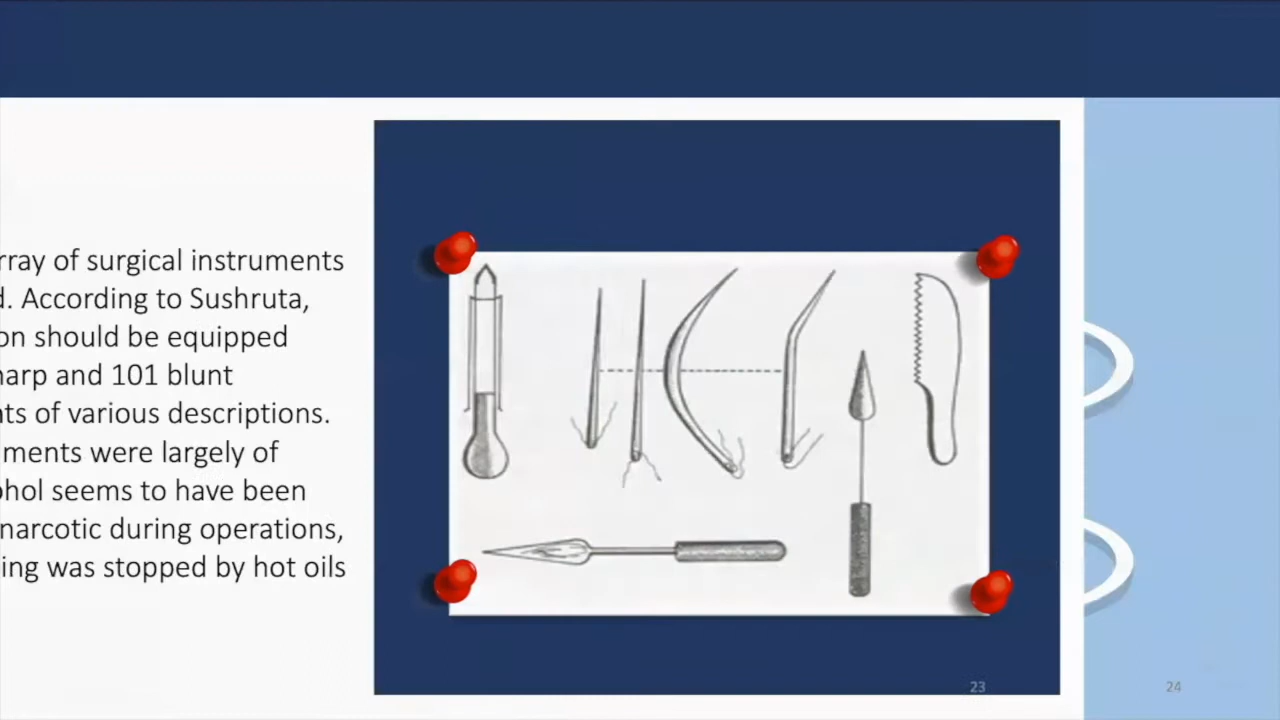 rray of surgical instruments
d. According to Sushruta,
on should be equipped
harp and 101 blunt
nts of various descriptions.
ments were largely of
ohol seems to have been
narcotic during operations,
ing was stopped by hot oils
23
24